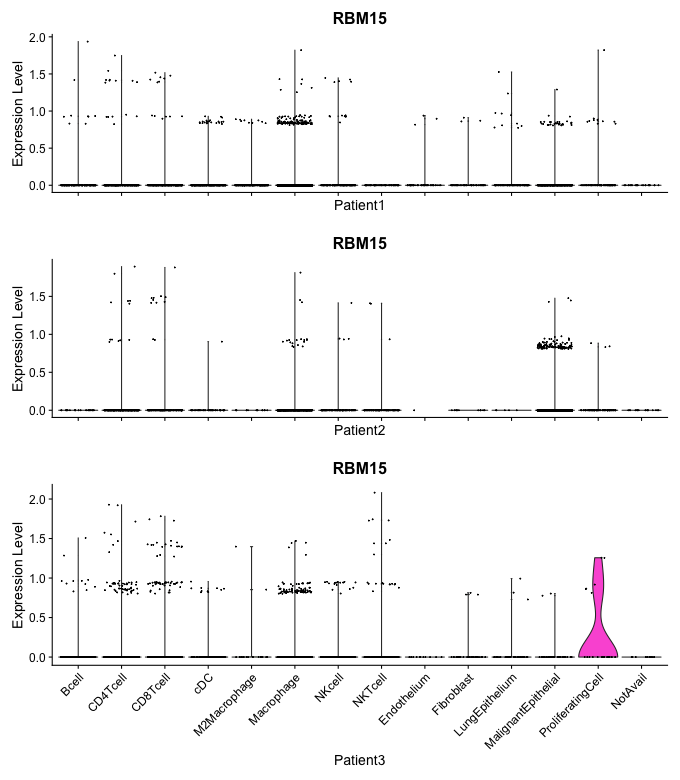 RBM15
Expression Level
2.0
1.5
1.0
0.5
0.0
Patient1
RBM15
Expression Level
1.5
1.0
0.5
0.0
Patient2
RBM15
Expression Level
2.0
1.5
1.0
0.5
0.0
Bcell
CD4Tcell
CD8Tcell
cDC
M2Macrophage
Macrophage
NKcell
NKTcell
Endothelium
Fibroblast
LungEpithelium
MalignantEpithelial
ProliferatingCell
NotAvail
Patient3